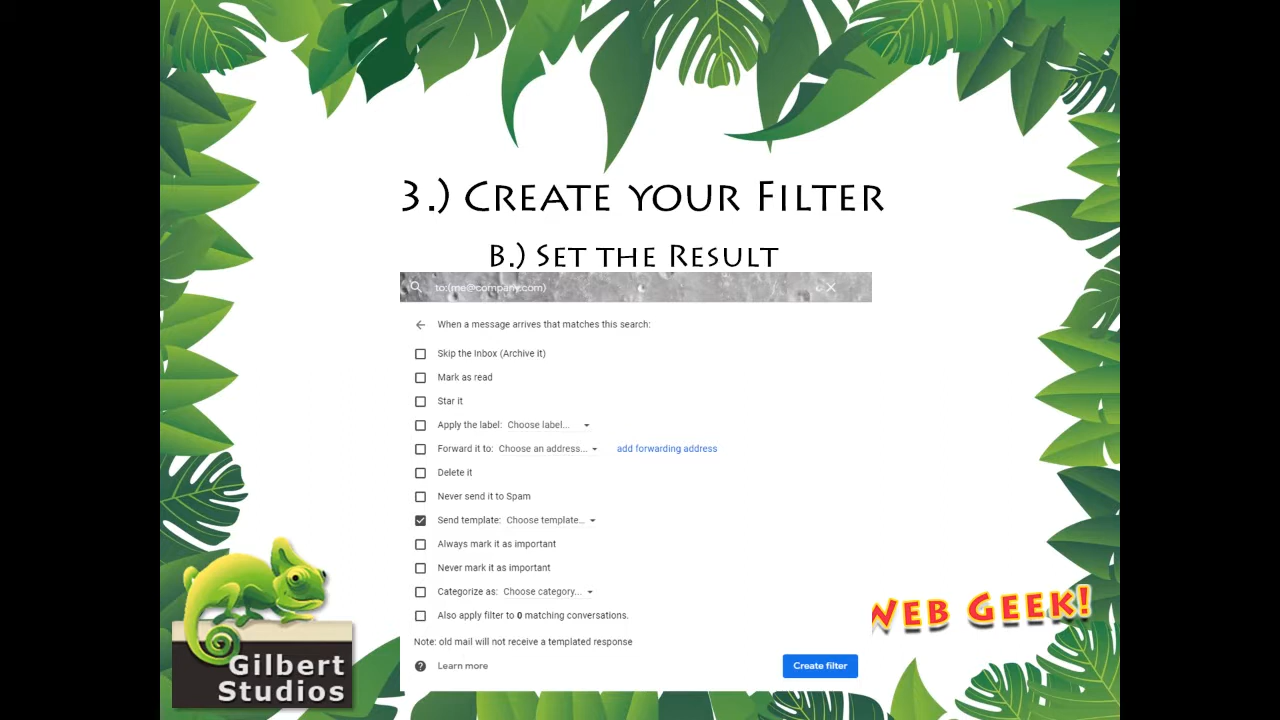 3.) Create your Filter
B.) Set the Result
to:(me@company.com)
When a message arrives that matches this search:
Skip the Inbox (Archive it)
Mark as read
Star it
Apply the label: Choose label...
Forward it to: Choose an address... add forwarding address
Delete it
Never send it to Spam
Send template: Choose template...
Always mark it as important
Never mark it as important
Categorize as: Choose category...
Also apply filter to 0 matching conversations.
Note: old mail will not receive a templated response
? Learn more
Create filter
Web Geek!
Gilbert
Studios